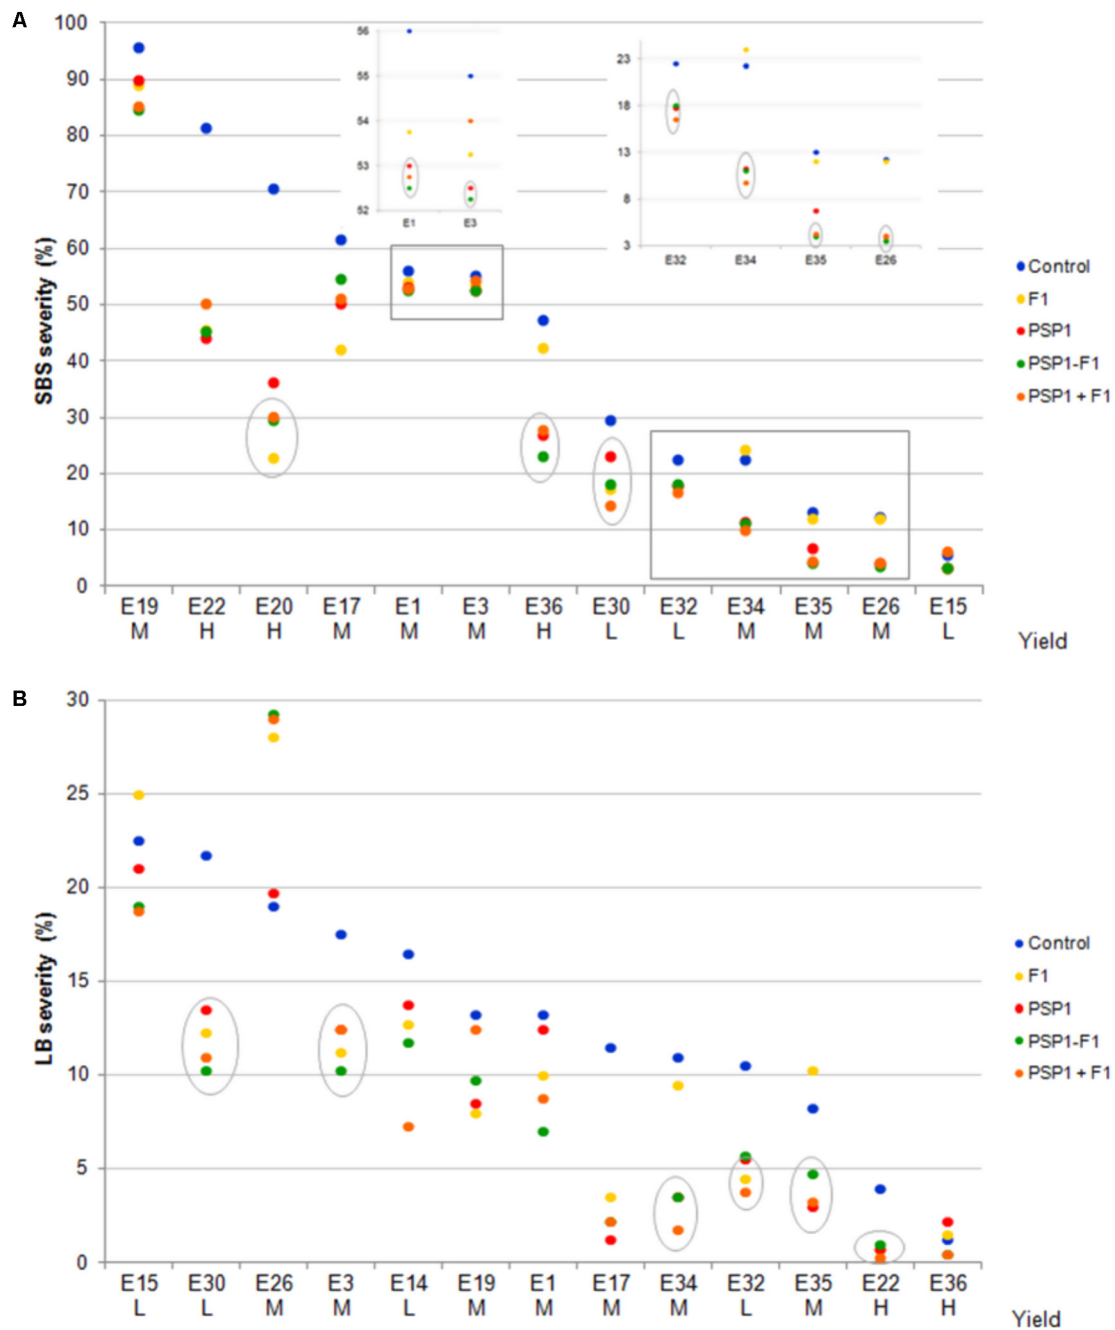 A
SBS severity (%)
100
90
80
70
60
50
40
30
20
10
0
56
55
54
53
52
E1 E3
23
18
13
8
3
E32 E34 E35 E26
Control
F1
PSP1
PSP1-F1
PSP1 + F1
E19 E22 E20 E17 E1 E3 E36 E30 E32 E34 E35 E26 E15
M H H M M M H L L M M M L
Yield
B
LB severity (%)
30
25
20
15
10
5
0
Control
F1
PSP1
PSP1-F1
PSP1 + F1
E15 E30 E26 E3 E14 E19 E1 E17 E34 E32 E35 E22 E36
L L M M L M M M M L M H H
Yield